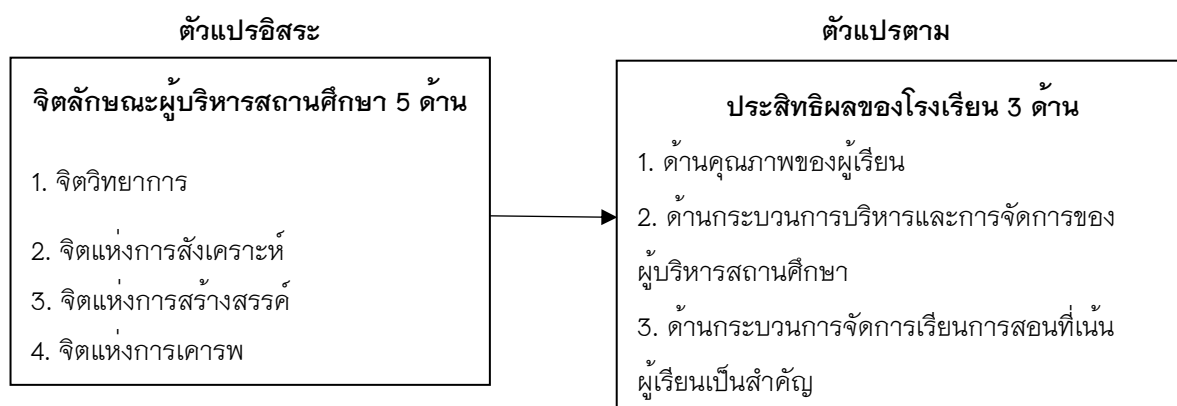 ตัวแปรอิสระ
จิตลักษณะผู้บริหารสถานศึกษา 5 ด้าน
1. จิตวิทยาการ
2. จิตแห่งการสังเคราะห์
3. จิตแห่งการสร้างสรรค์
4. จิตแห่งการเคารพ
ตัวแปรตาม
ประสิทธิผลของโรงเรียน 3 ด้าน
1. ด้านคุณภาพของผู้เรียน
2. ด้านกระบวนการบริหารและการจัดการของ
ผู้บริหารสถานศึกษา
3. ด้านกระบวนการจัดการเรียนการสอนที่เน้น
ผู้เรียนเป็นสำคัญ